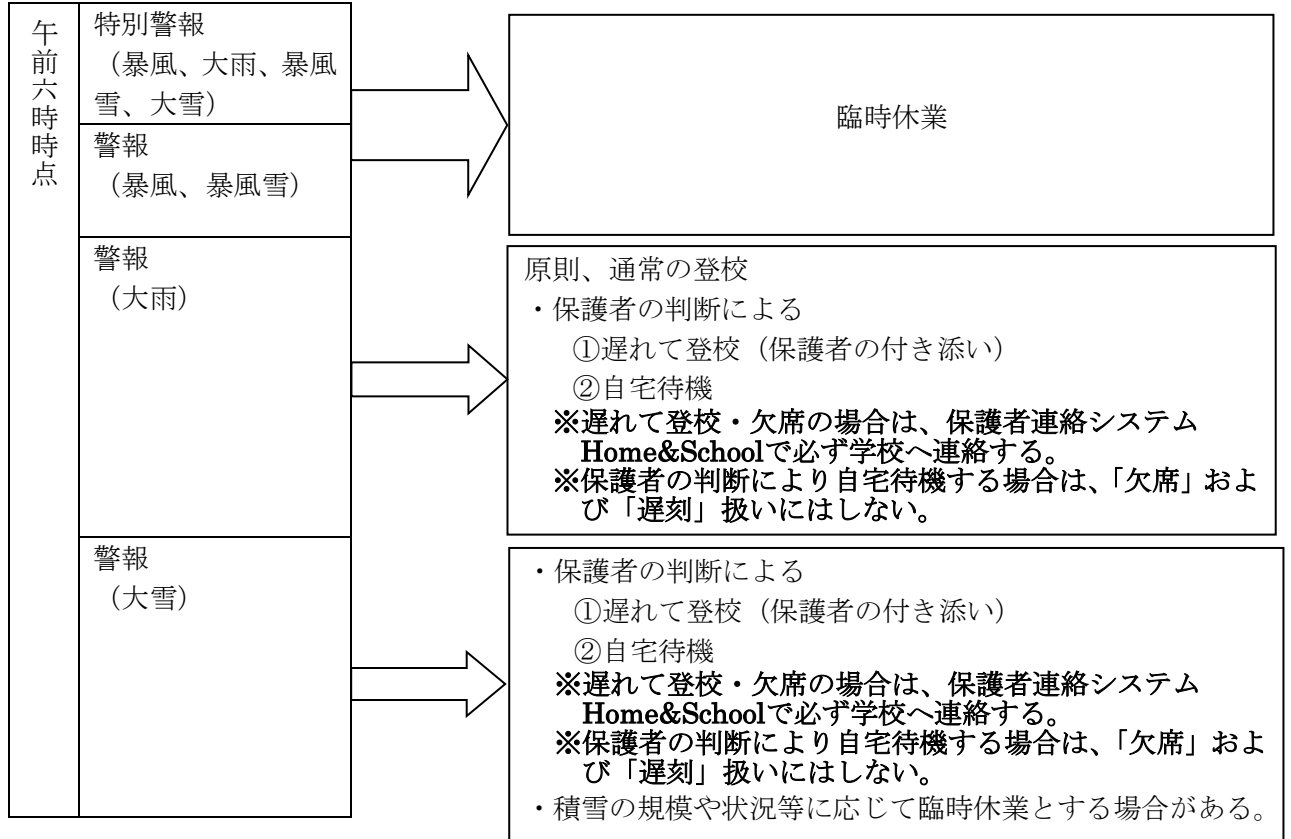 午前六時時点
特別警報
（暴風、大雨、暴風
雪、大雪）
臨時休業
警報
（暴風、暴風雪）
警報
（大雨）
原則、通常の登校
・保護者の判断による
①遅れて登校（保護者の付き添い）
②自宅待機
※遅れて登校・欠席の場合は、保護者連絡システム
Home&Schoolで必ず学校へ連絡する。
※保護者の判断により自宅待機する場合は、「欠席」およ
び「遅刻」扱いにはしない。
警報
（大雪）
・保護者の判断による
①遅れて登校（保護者の付き添い）
②自宅待機
※遅れて登校・欠席の場合は、保護者連絡システム
Home&Schoolで必ず学校へ連絡する。
※保護者の判断により自宅待機する場合は、「欠席」およ
び「遅刻」扱いにはしない。
・積雪の規模や状況等に応じて臨時休業とする場合がある。